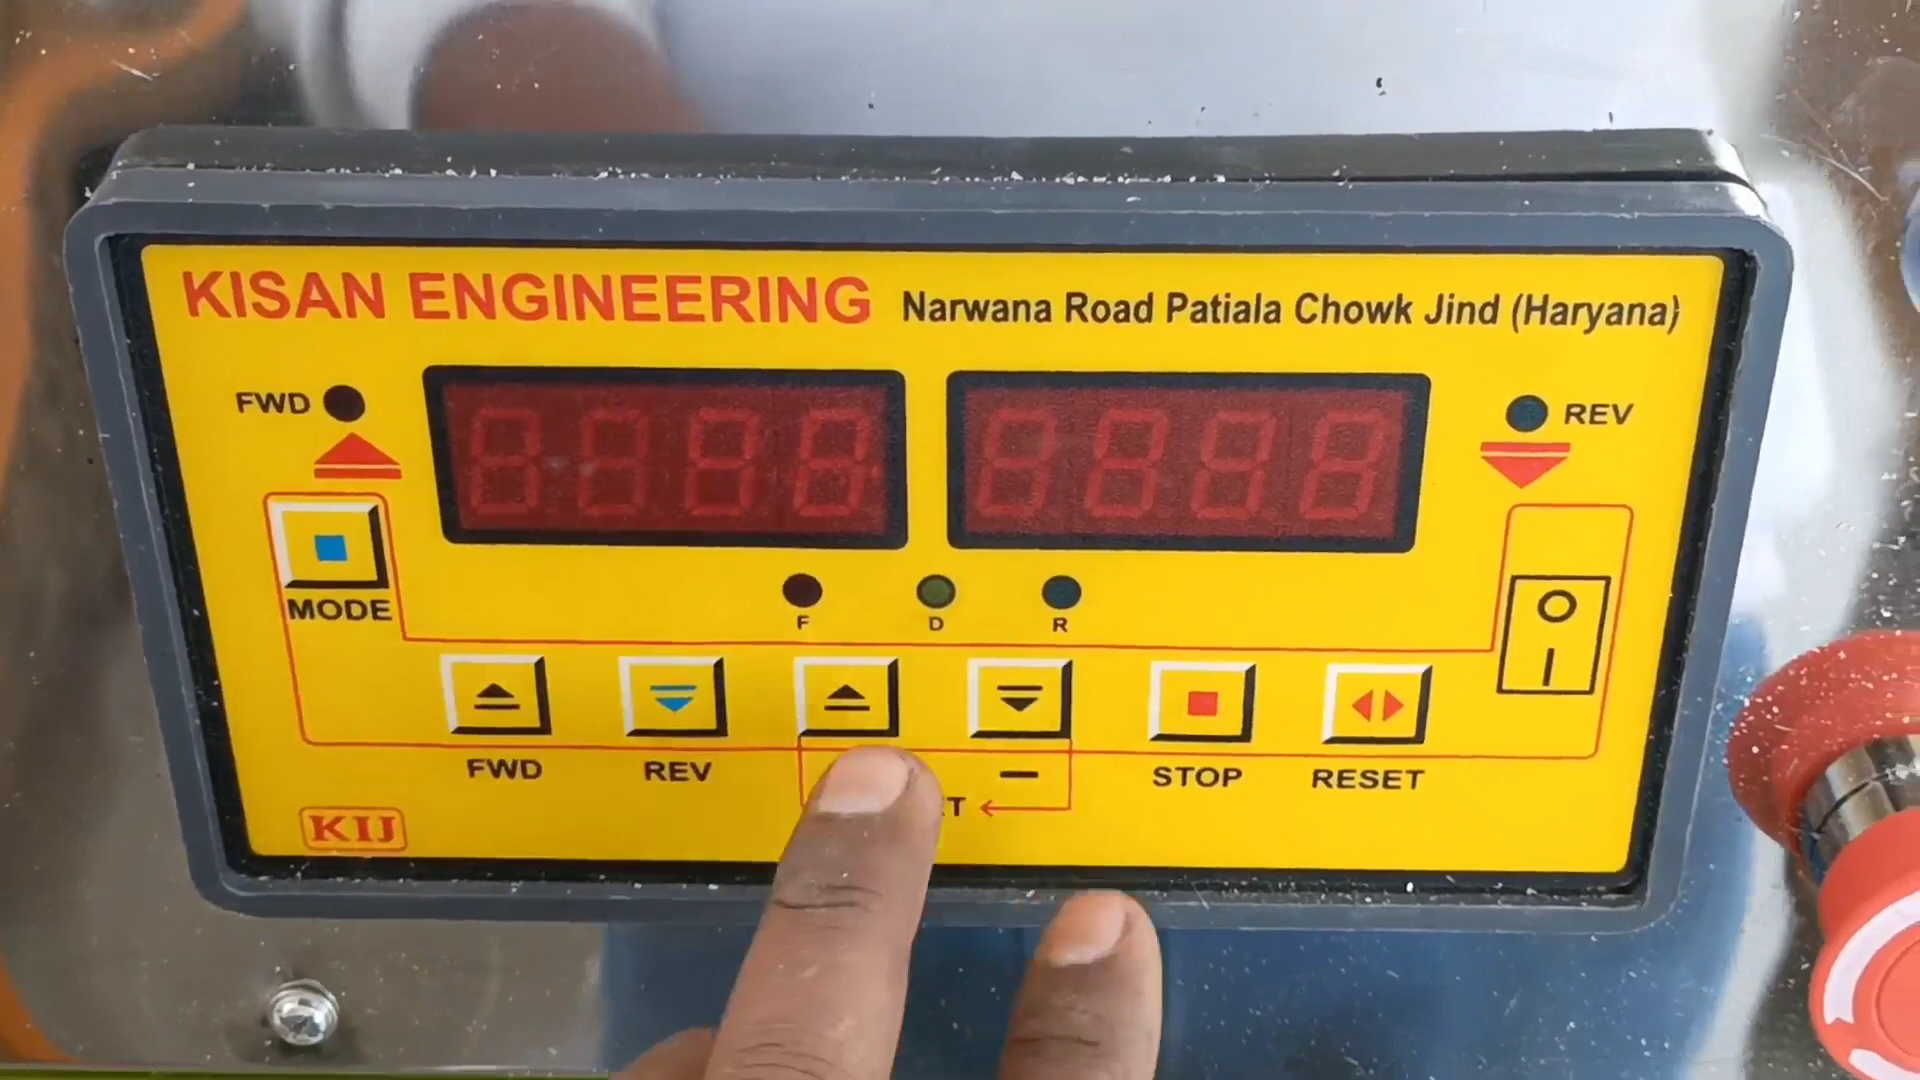 KISAN ENGINEERING Narwana Road Patiala Chowk Jind (Haryana)
FWD
REV
MODE
F D R
FWD REV STOP RESET
KIJ